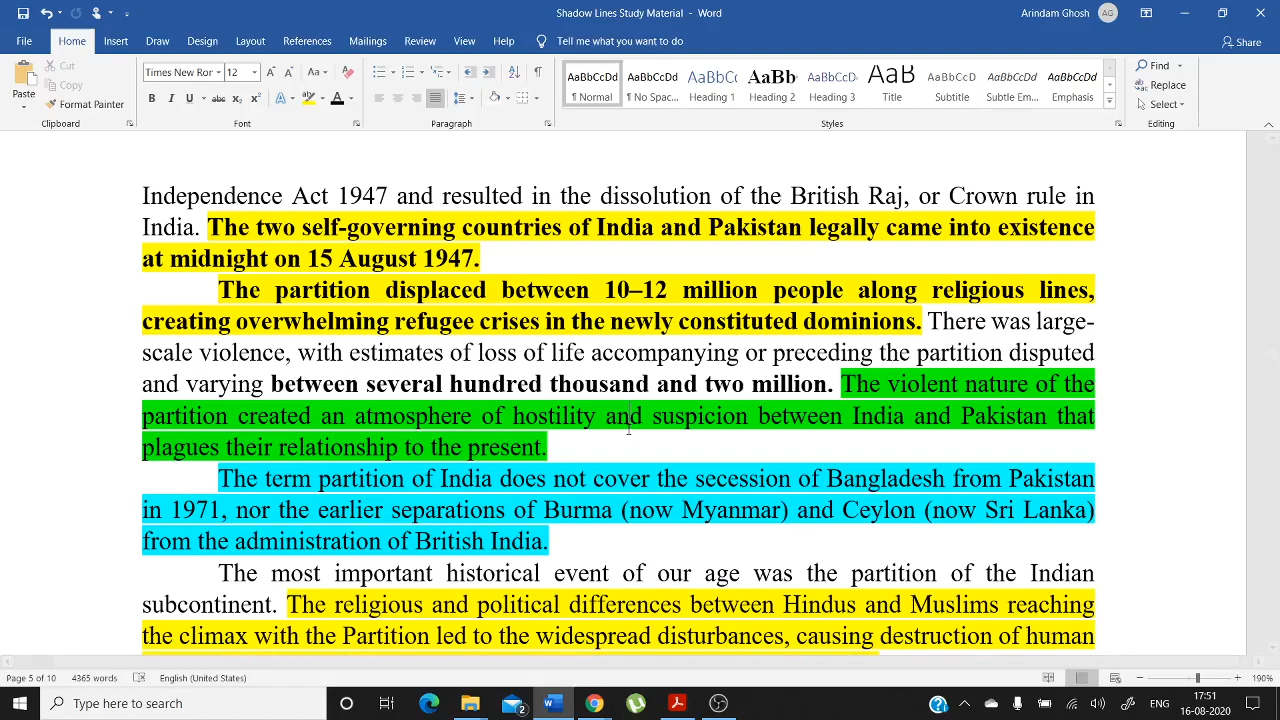 Shadow Lines Study Material - Word
Arindam Ghosh AG
File Home Insert Draw Design Layout References Mailings Review View Help Tell me what you want to do Share
Paste Cut Copy Format Painter
Times New Ror 12
AaBbCcDd AaBbCcDd AaBbCcDd AaBb AaBbCcDd AaB AaBbCcDd AaBbCcDd AaBbCcDd
¶ Normal ¶ No Spac... Heading 1 Heading 2 Heading 3 Title Subtitle Subtle Em... Emphasis
Find Replace Select
Clipboard Font Paragraph Styles Editing
Independence Act 1947 and resulted in the dissolution of the British Raj, or Crown rule in
India. The two self-governing countries of India and Pakistan legally came into existence
at midnight on 15 August 1947.
The partition displaced between 10–12 million people along religious lines,
creating overwhelming refugee crises in the newly constituted dominions. There was large-
scale violence, with estimates of loss of life accompanying or preceding the partition disputed
and varying between several hundred thousand and two million. The violent nature of the
partition created an atmosphere of hostility and suspicion between India and Pakistan that
plagues their relationship to the present.
The term partition of India does not cover the secession of Bangladesh from Pakistan
in 1971, nor the earlier separations of Burma (now Myanmar) and Ceylon (now Sri Lanka)
from the administration of British India.
The most important historical event of our age was the partition of the Indian
subcontinent. The religious and political differences between Hindus and Muslims reaching
the climax with the Partition led to the widespread disturbances, causing destruction of human
Page 5 of 10 4365 words English (United States) 190%
Type here to search
ENG 17:51
16-08-2020